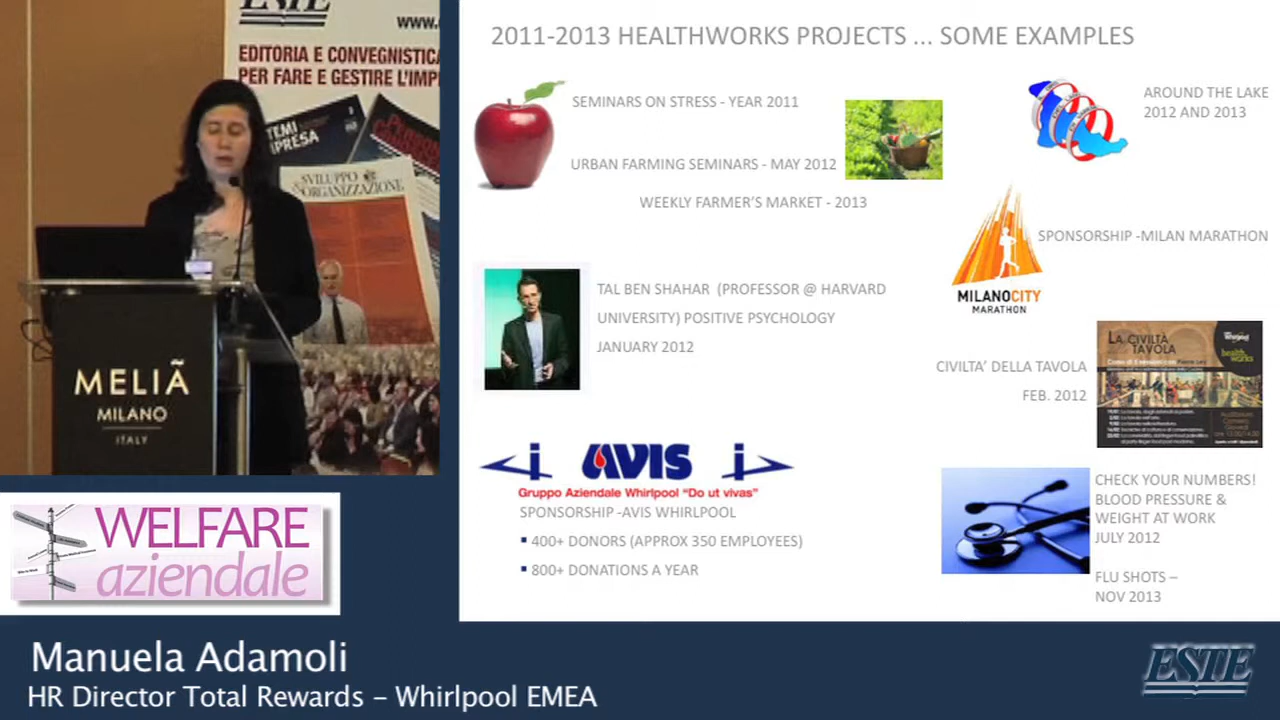 ESTE
www.
EDITORIA E CONVEGNISTICA
PER FARE E GESTIRE L'IMP
SVILUPPO
&ORGANIZZAZIONE
MELIÃ
MILANO
ITALY
WELFARE
aziendale
Manuela Adamoli
HR Director Total Rewards – Whirlpool EMEA
2011-2013 HEALTHWORKS PROJECTS ... SOME EXAMPLES
SEMINARS ON STRESS - YEAR 2011
URBAN FARMING SEMINARS - MAY 2012
WEEKLY FARMER'S MARKET - 2013
TAL BEN SHAHAR (PROFESSOR @ HARVARD
UNIVERSITY) POSITIVE PSYCHOLOGY
JANUARY 2012
AVIS
Gruppo Aziendale Whirlpool "Do ut vivas"
SPONSORSHIP -AVIS WHIRLPOOL
400+ DONORS (APPROX 350 EMPLOYEES)
800+ DONATIONS A YEAR
AROUND THE LAKE
2012 AND 2013
SPONSORSHIP -MILAN MARATHON
MILANOCITY
MARATHON
CIVILTA' DELLA TAVOLA
FEB. 2012
LA CIVILTÀ
TAVOLA
health
works
CHECK YOUR NUMBERS!
BLOOD PRESSURE &
WEIGHT AT WORK
JULY 2012
FLU SHOTS –
NOV 2013
ESTE